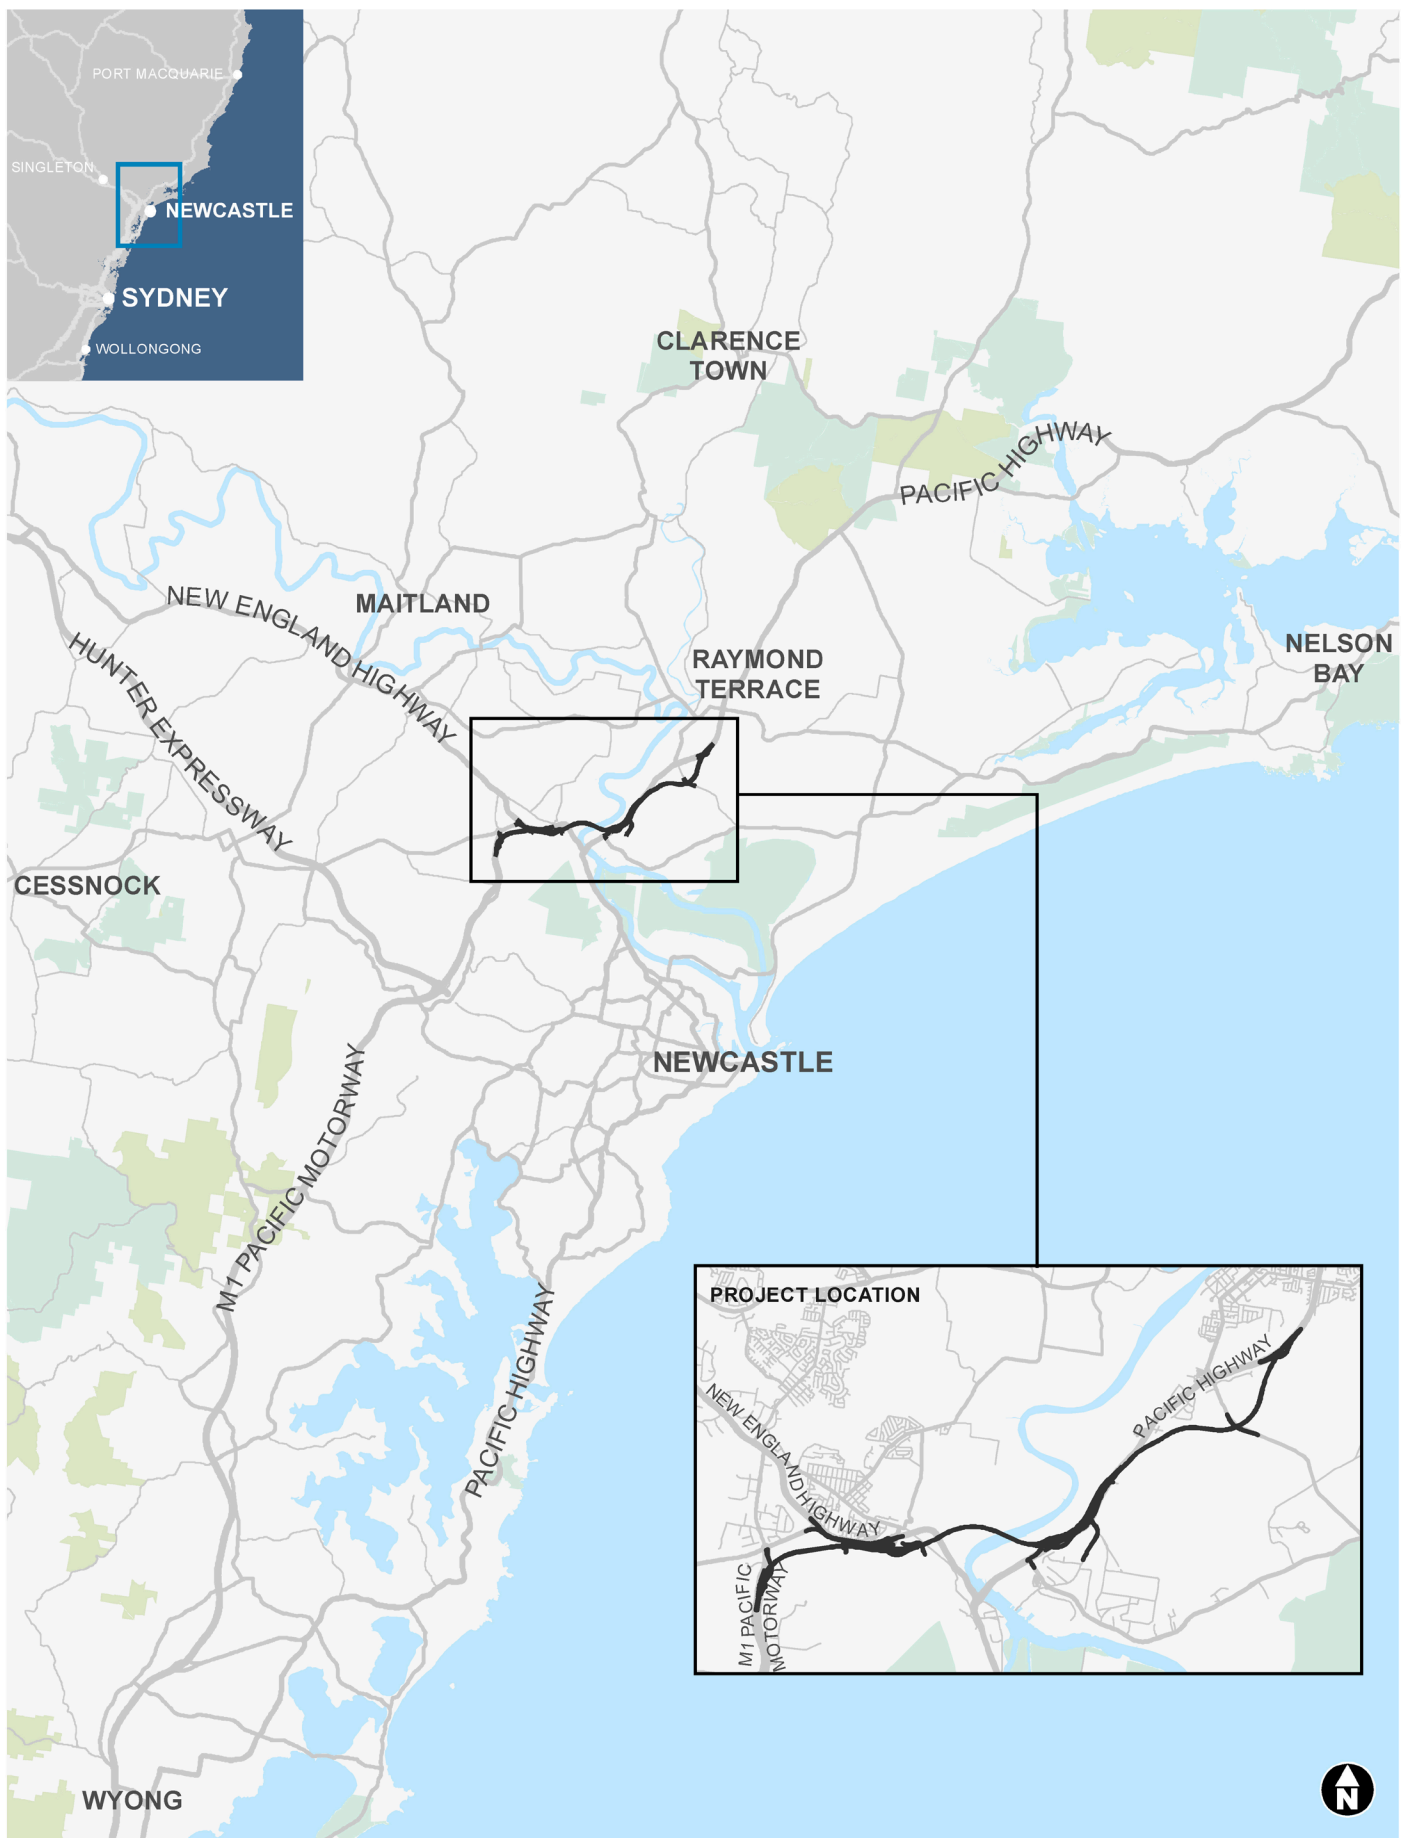 PORT MACQUARIE
SINGLETON
NEWCASTLE
SYDNEY
WOLLONGONG
CLARENCE
TOWN
PACIFIC HIGHWAY
NEW ENGLAND HIGHWAY
MAITLAND
HUNTER EXPRESSWAY
RAYMOND
TERRACE
NELSON
BAY
CESSNOCK
NEWCASTLE
M1 PACIFIC MOTORWAY
PACIFIC HIGHWAY
PROJECT LOCATION
PACIFIC HIGHWAY
NEW ENGLAND HIGHWAY
M1 PACIFIC
MOTORWAY
WYONG
N